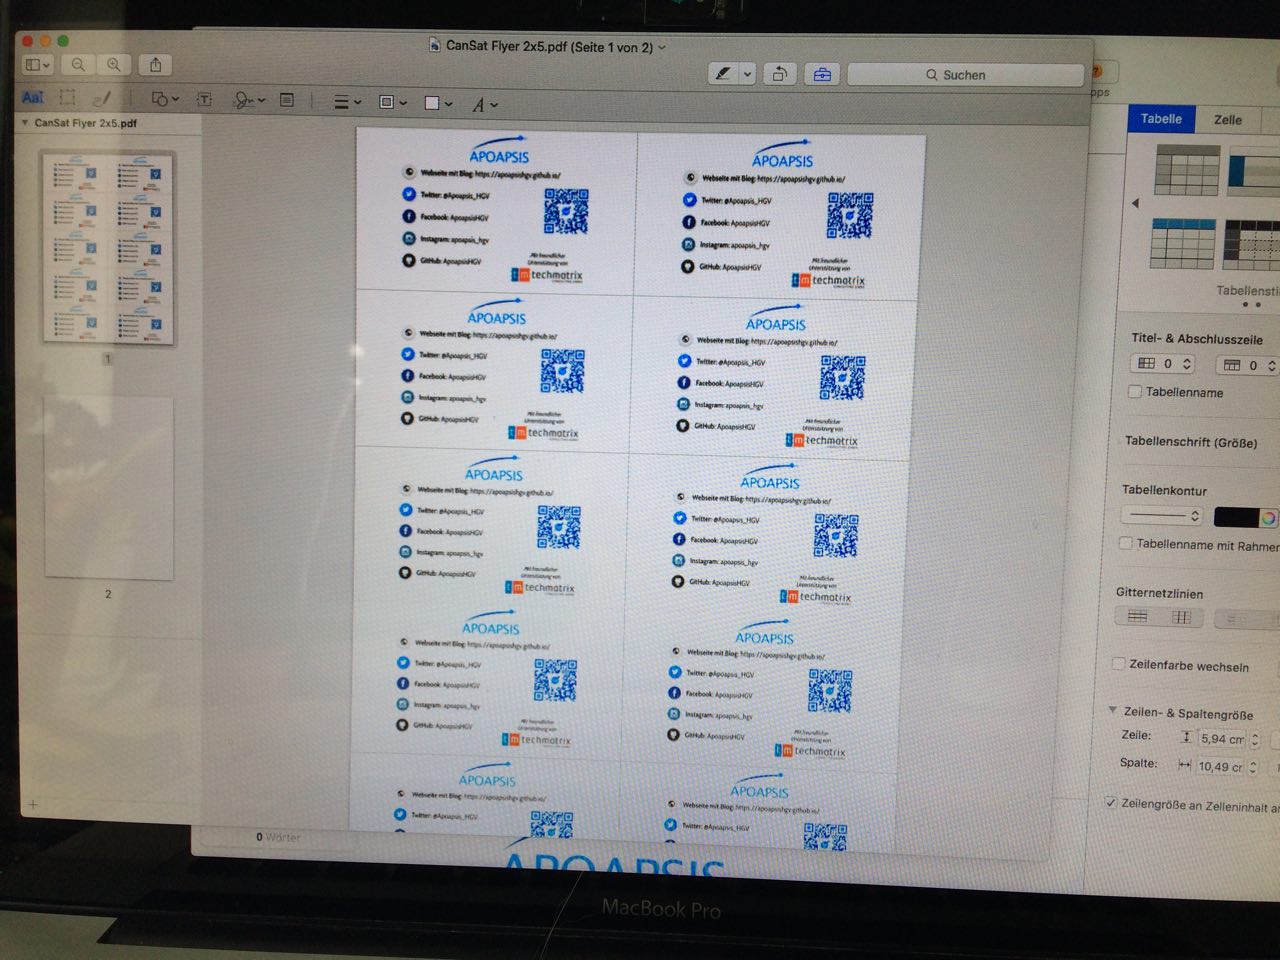 CanSat Flyer 2x5.pdf (Seite 1 von 2)
Suchen
CanSat Flyer 2x5.pdf
1
2
APOAPSIS
Webseite mit Blog: https://apoapsishgv.github.io/
Twitter: @Apoapsis_HGV
Facebook: ApoapsisHGV
Instagram: apoapsis_hgv
GitHub: ApoapsisHGV
Mit freundlicher
Unterstützung von
tm techmatrix
APOAPSIS
Webseite mit Blog: https://apoapsishgv.github.io/
Twitter: @Apoapsis_HGV
Facebook: ApoapsisHGV
Instagram: apoapsis_hgv
GitHub: ApoapsisHGV
Mit freundlicher
Unterstützung von
tm techmatrix
APOAPSIS
Webseite mit Blog: https://apoapsishgv.github.io/
Twitter: @Apoapsis_HGV
Facebook: ApoapsisHGV
Instagram: apoapsis_hgv
GitHub: ApoapsisHGV
Mit freundlicher
Unterstützung von
tm techmatrix
APOAPSIS
Webseite mit Blog: https://apoapsishgv.github.io/
Twitter: @Apoapsis_HGV
Facebook: ApoapsisHGV
Instagram: apoapsis_hgv
GitHub: ApoapsisHGV
Mit freundlicher
Unterstützung von
tm techmatrix
APOAPSIS
Webseite mit Blog: https://apoapsishgv.github.io/
Twitter: @Apoapsis_HGV
Facebook: ApoapsisHGV
Instagram: apoapsis_hgv
GitHub: ApoapsisHGV
Mit freundlicher
Unterstützung von
tm techmatrix
APOAPSIS
Webseite mit Blog: https://apoapsishgv.github.io/
Twitter: @Apoapsis_HGV
Facebook: ApoapsisHGV
Instagram: apoapsis_hgv
GitHub: ApoapsisHGV
Mit freundlicher
Unterstützung von
tm techmatrix
APOAPSIS
Webseite mit Blog: https://apoapsishgv.github.io/
Twitter: @Apoapsis_HGV
Facebook: ApoapsisHGV
Instagram: apoapsis_hgv
GitHub: ApoapsisHGV
Mit freundlicher
Unterstützung von
tm techmatrix
APOAPSIS
Webseite mit Blog: https://apoapsishgv.github.io/
Twitter: @Apoapsis_HGV
Facebook: ApoapsisHGV
Instagram: apoapsis_hgv
GitHub: ApoapsisHGV
Mit freundlicher
Unterstützung von
tm techmatrix
APOAPSIS
Webseite mit Blog: https://apoapsishgv.github.io/
Twitter: @Apoapsis_HGV
APOAPSIS
Webseite mit Blog: https://apoapsishgv.github.io/
Twitter: @Apoapsis_HGV
0 Wörter
APOAPSIS
pps
Tabelle
Zelle
Tabellensti
Titel- & Abschlusszeile
0
0
Tabellenname
Tabellenschrift (Größe)
Tabellenkontur
Tabellenname mit Rahmen
Gitternetzlinien
Zeilenfarbe wechseln
Zeilen- & Spaltengröße
Zeile: 5,94 cm
Spalte: 10,49 cr
Zeilengröße an Zelleninhalt an
MacBook Pro